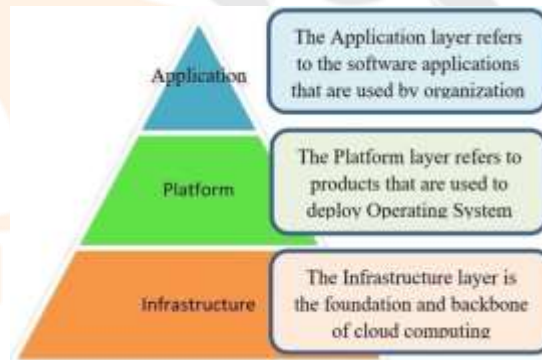 Application
The Application layer refers
to the software applications
that are used by organization
Platform
The Platform layer refers to
products that are used to
deploy Operating System
Infrastructure
The Infrastructure layer is
the foundation and backbone
of cloud computing